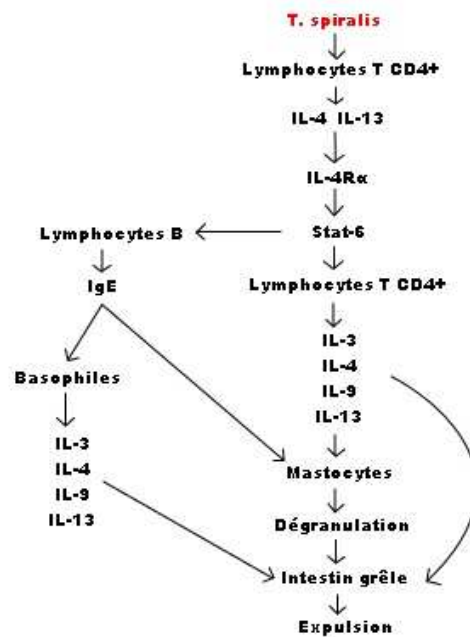 T. spiralis
Lymphocytes T CD4+
IL-4 IL-13
IL-4Rα
Lymphocytes B
Stat-6
IgE
Lymphocytes T CD4+
Basophiles
IL-3
IL-4
IL-9
IL-13
IL-3
IL-4
IL-9
IL-13
Mastocytes
Dégranulation
Intestin grêle
Expulsion